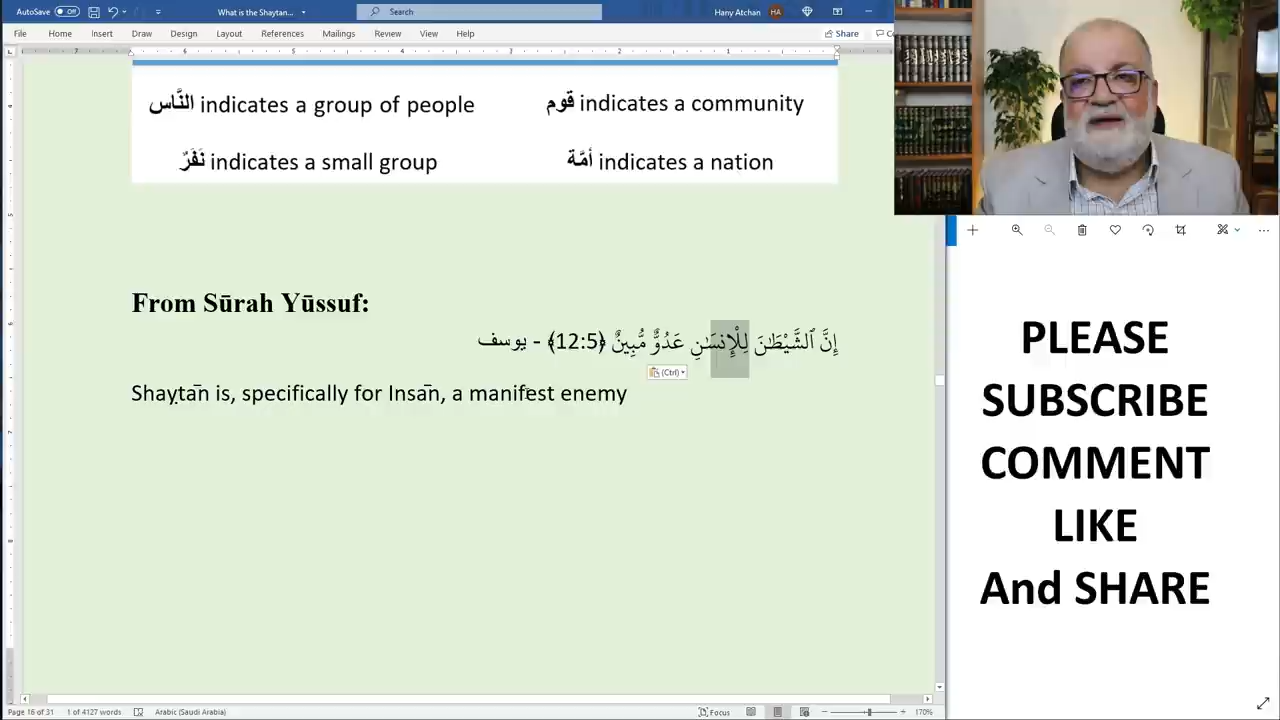 AutoSave Off What is the Shaytan... Search Hany Atchan HA
File Home Insert Draw Design Layout References Mailings Review View Help Share
النَّاس indicates a group of people
قوم indicates a community
نَفَرٌ indicates a small group
أمَّة indicates a nation
From Sūrah Yūssuf:
إِنَّ ٱلشَّيْطَٰنَ لِلْإِنسَٰنِ عَدُوٌّ مُّبِينٌ ﴿12:5﴾ - يوسف
(Ctrl)
Shayṭān is, specifically for Insān, a manifest enemy
PLEASE
SUBSCRIBE
COMMENT
LIKE
And SHARE
Page 16 of 31 1 of 4127 words Arabic (Saudi Arabia) Focus 170%